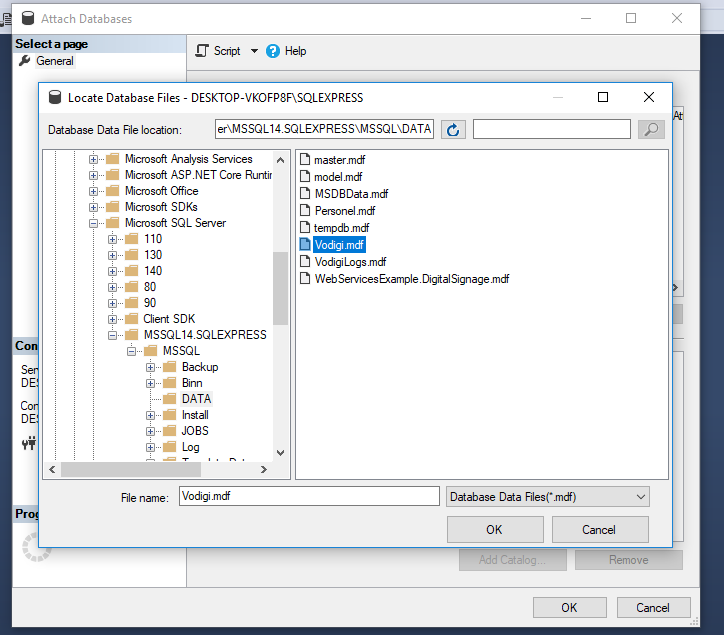 Attach Databases
Select a page
General
Script
Help
Locate Database Files - DESKTOP-VKOFP8F\SQLEXPRESS
Database Data File location:
er\MSSQL14.SQLEXPRESS\MSSQL\DATA
Microsoft Analysis Services
Microsoft ASP.NET Core Runtir
Microsoft Office
Microsoft SDKs
Microsoft SQL Server
110
130
140
80
90
Client SDK
MSSQL14.SQLEXPRESS
MSSQL
Backup
Binn
DATA
Install
JOBS
Log
master.mdf
model.mdf
MSDBData.mdf
Personel.mdf
tempdb.mdf
Vodigi.mdf
VodigiLogs.mdf
WebServicesExample.DigitalSignage.mdf
At
Con
Ser
DES
Con
DES
Prog
File name:
Vodigi.mdf
Database Data Files(*.mdf)
OK
Cancel
Add Catalog...
Remove
OK
Cancel